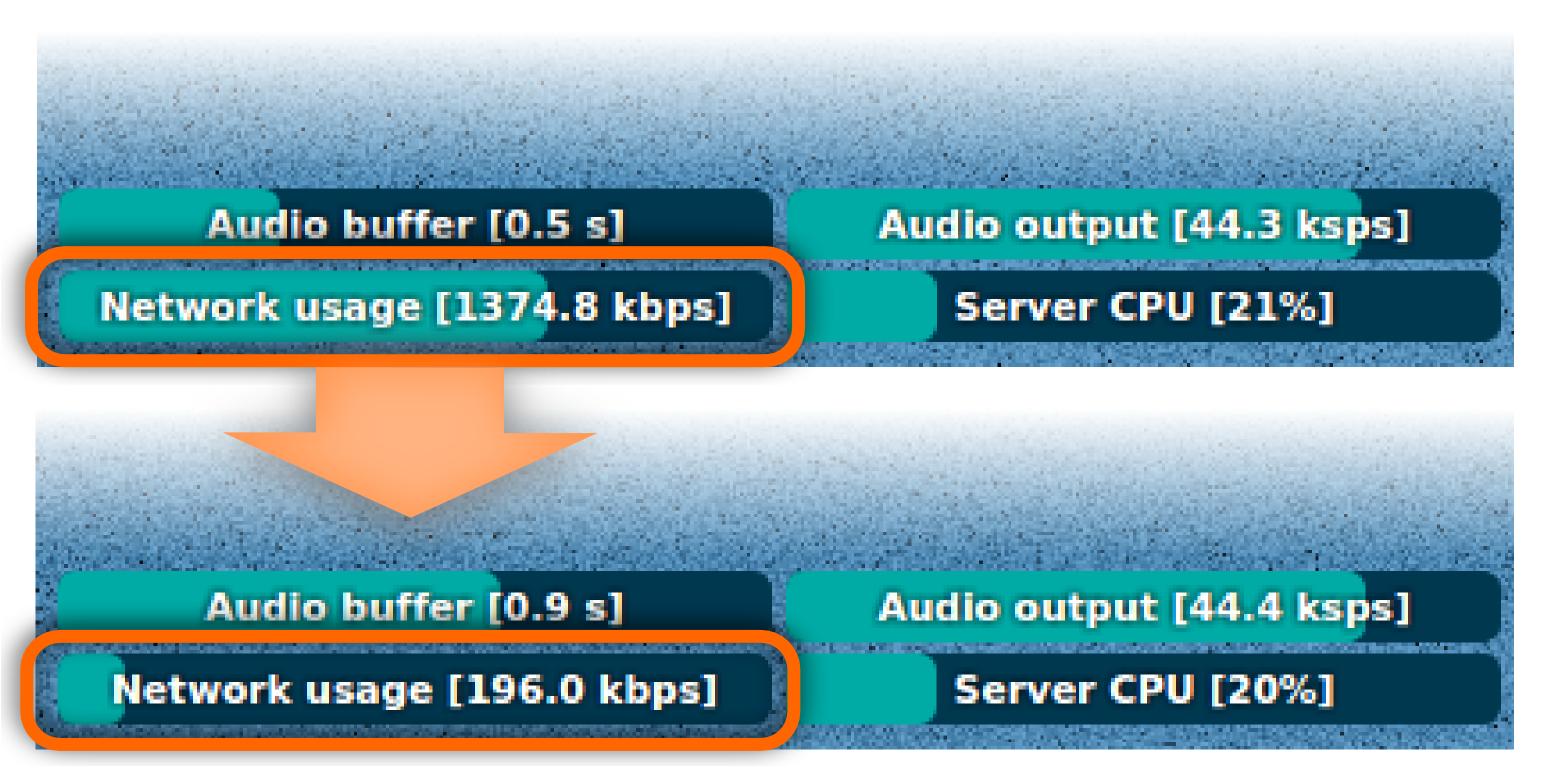 Audio buffer [0.5 s] Audio output [44.3 ksps]
Network usage [1374.8 kbps] Server CPU [21%]
Audio buffer [0.9 s] Audio output [44.4 ksps]
Network usage [196.0 kbps] Server CPU [20%]